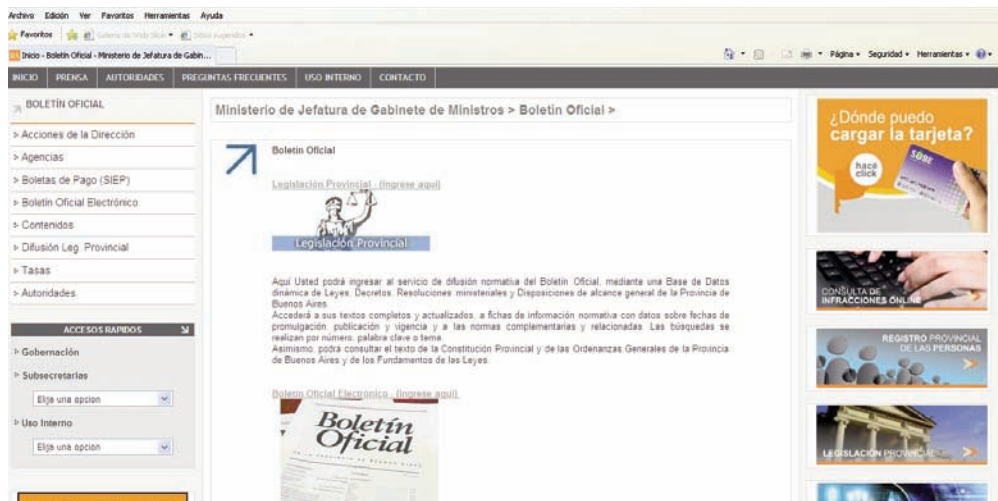 Archivo Edición Ver Favoritos Herramientas Ayuda
Favoritos
Inicio - Boletín Oficial - Ministerio de Jefatura de Gabin...
Página Seguridad Herramientas
INICIO PRENSA AUTORIDADES PREGUNTAS FRECUENTES USO INTERNO CONTACTO
BOLETÍN OFICIAL
Acciones de la Dirección
Agencias
Boletas de Pago (SIEP)
Boletín Oficial Electrónico
Contenidos
Difusión Leg. Provincial
Tasas
Autoridades
ACCESOS RAPIDOS
Gobernación
Subsecretarías
Elija una opcion
Uso Interno
Elija una opcion
Ministerio de Jefatura de Gabinete de Ministros > Boletín Oficial >
Boletín Oficial
Legislación Provincial - (ingrese aquí)
Legislación Provincial
Aquí Usted podrá ingresar al servicio de difusión normativa del Boletín Oficial, mediante una Base de Datos
dinámica de Leyes, Decretos, Resoluciones ministeriales y Disposiciones de alcance general de la Provincia de
Buenos Aires.
Accederá a sus textos completos y actualizados, a fichas de información normativa con datos sobre fechas de
promulgación, publicación y vigencia y a las normas complementarias y relacionadas. Las búsquedas se
realizan por número, palabra clave o tema.
Asimismo, podrá consultar el texto de la Constitución Provincial y de las Ordenanzas Generales de la Provincia
de Buenos Aires y de los Fundamentos de las Leyes.
Boletín Oficial Electrónico - (ingrese aquí)
Boletín
Oficial
DE LA PROVINCIA DE BUENOS AIRES
¿Dónde puedo
cargar la tarjeta?
hacé
click
SUBE
CONSULTA DE
INFRACCIONES ONLINE
REGISTRO PROVINCIAL
DE LAS PERSONAS
LEGISLACIÓN PROVINCIAL